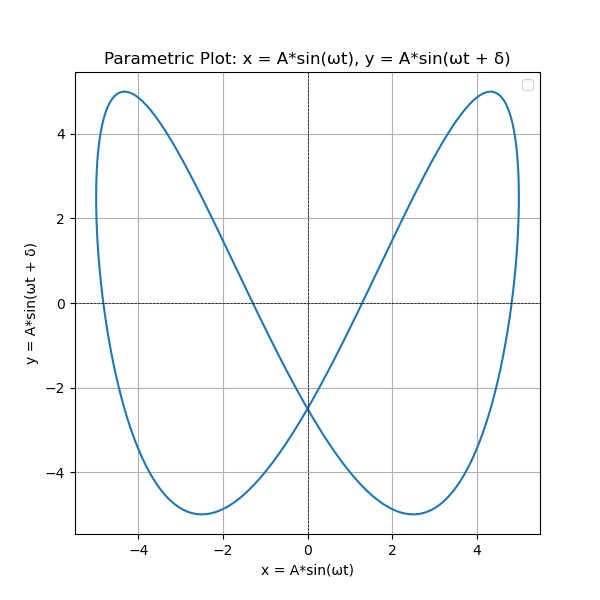 Parametric Plot: x = A*sin(ωt), y = A*sin(ωt + δ)
4
2
0
−2
−4
y = A*sin(ωt + δ)
−4 −2 0 2 4
x = A*sin(ωt)